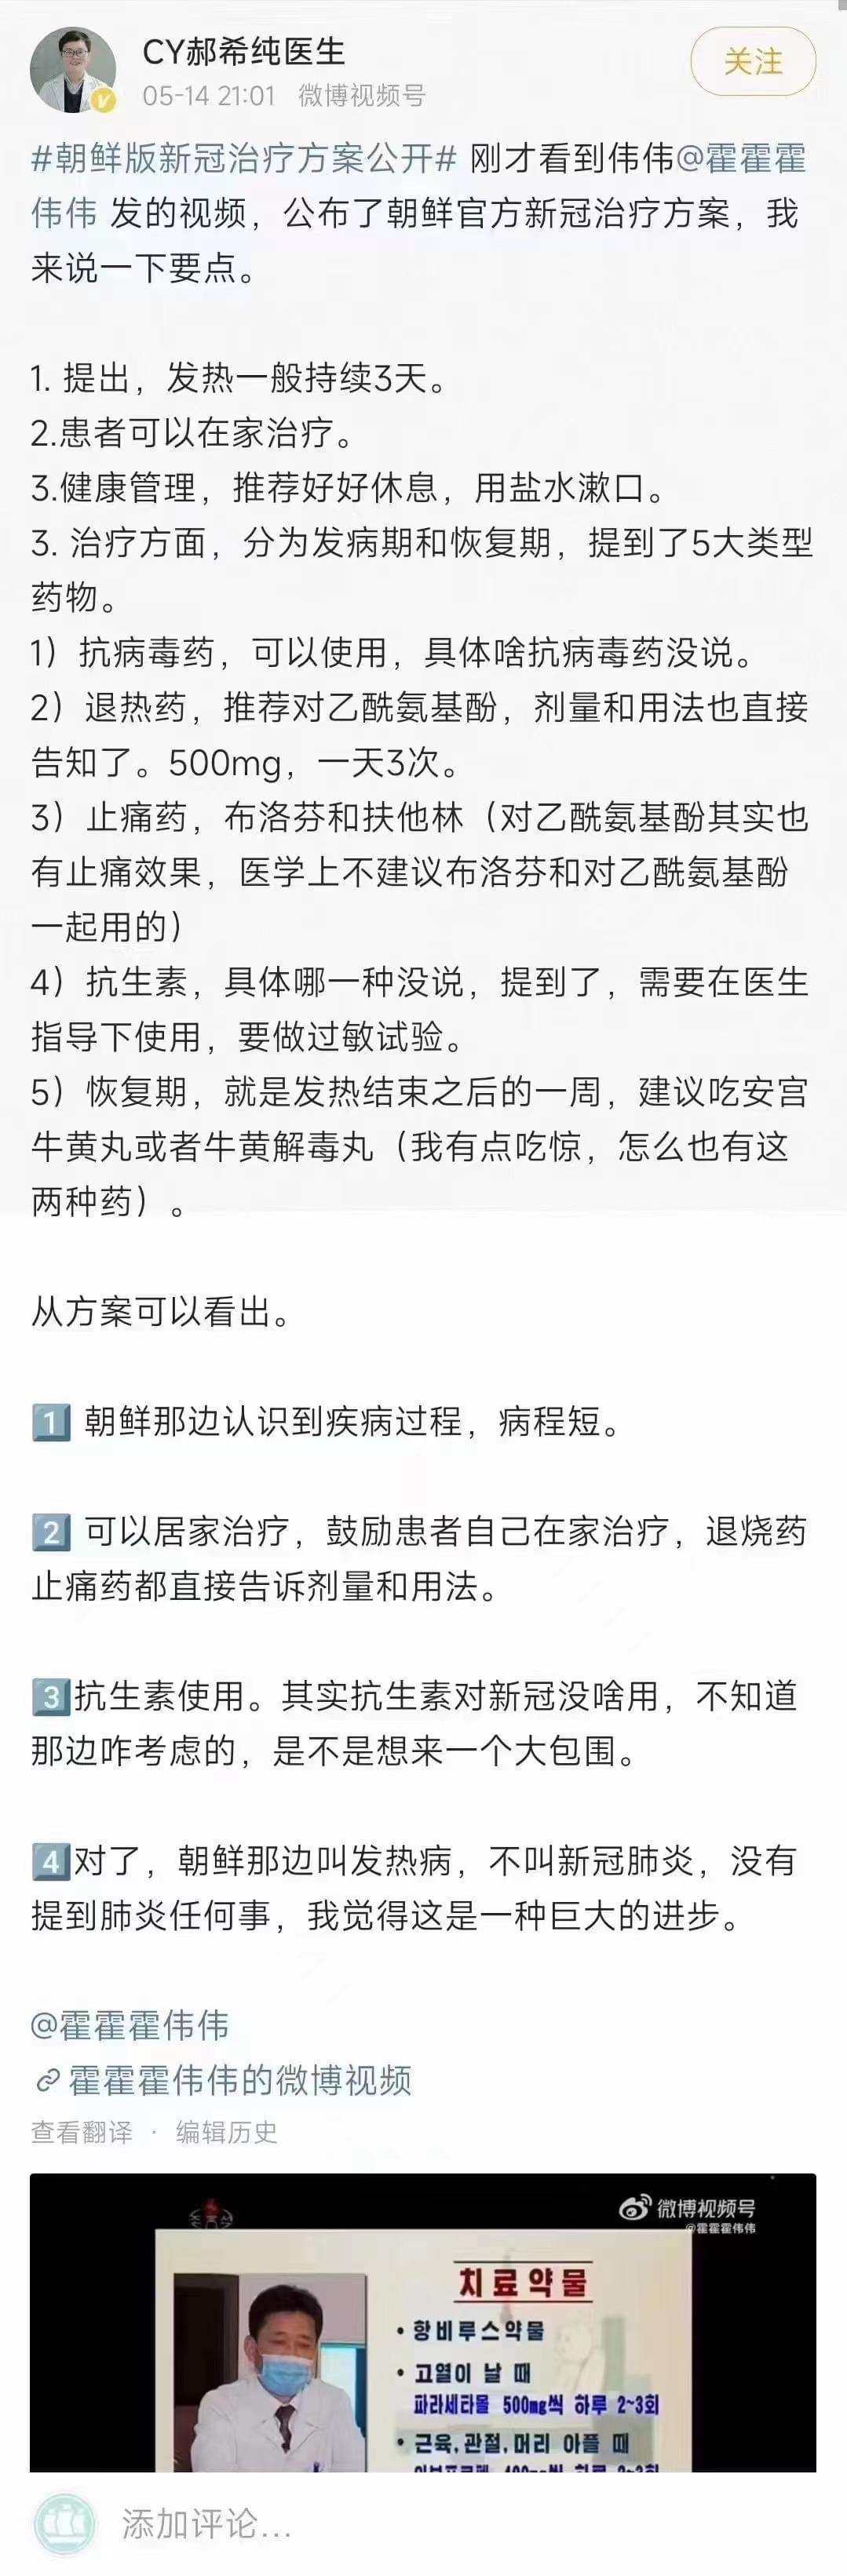 CY郝希纯医生
关注
05-14 21:01 微博视频号
#朝鲜版新冠治疗方案公开# 刚才看到伟伟@霍霍霍
伟伟 发的视频，公布了朝鲜官方新冠治疗方案，我
来说一下要点。
1. 提出，发热一般持续3天。
2.患者可以在家治疗。
3.健康管理，推荐好好休息，用盐水漱口。
3. 治疗方面，分为发病期和恢复期，提到了5大类型
药物。
1）抗病毒药，可以使用，具体啥抗病毒药没说。
2）退热药，推荐对乙酰氨基酚，剂量和用法也直接
告知了。500mg，一天3次。
3）止痛药，布洛芬和扶他林（对乙酰氨基酚其实也
有止痛效果，医学上不建议布洛芬和对乙酰氨基酚
一起用的）
4）抗生素，具体哪一种没说，提到了，需要在医生
指导下使用，要做过敏试验。
5）恢复期，就是发热结束之后的一周，建议吃安宫
牛黄丸或者牛黄解毒丸（我有点吃惊，怎么也有这
两种药）。
从方案可以看出。
1 朝鲜那边认识到疾病过程，病程短。
2 可以居家治疗，鼓励患者自己在家治疗，退烧药
止痛药都直接告诉剂量和用法。
3抗生素使用。其实抗生素对新冠没啥用，不知道
那边咋考虑的，是不是想来一个大包围。
4对了，朝鲜那边叫发热病，不叫新冠肺炎，没有
提到肺炎任何事，我觉得这是一种巨大的进步。
@霍霍霍伟伟
霍霍霍伟伟的微博视频
查看翻译 · 编辑历史
微博视频号
@霍霍霍伟伟
치료약물
• 항비루스약물
• 고열이 날 때
파라세타몰 500mg씩 하루 2~3회
• 근육,관절,머리 아플 때
添加评论...